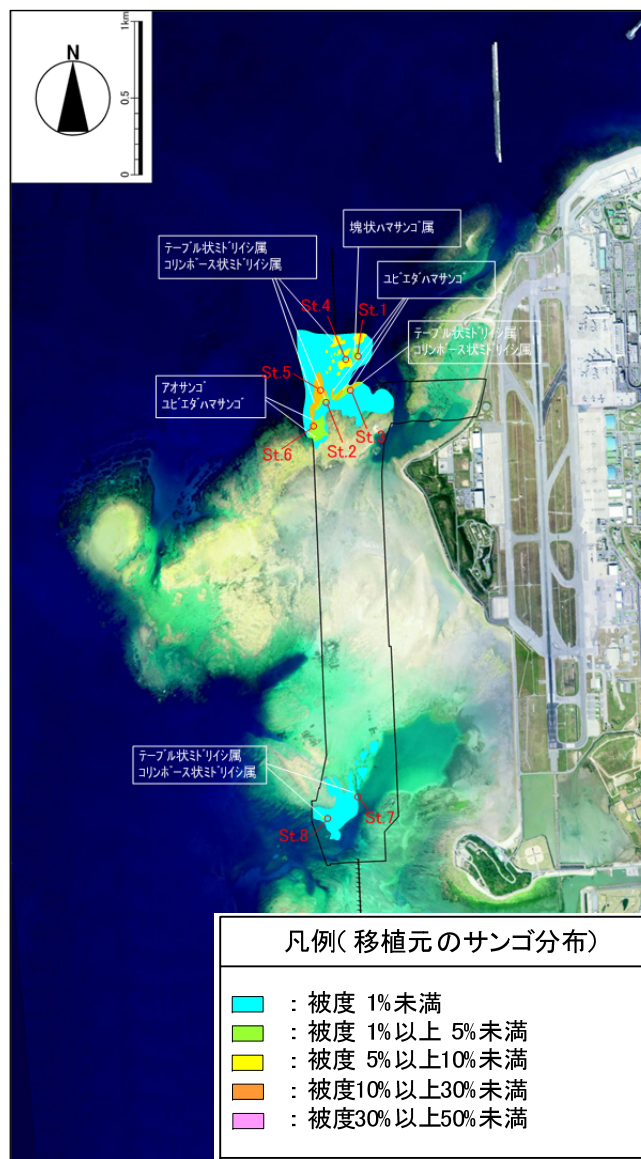 N
1km
0.5
0
塊状ハマサンゴ属
テーブル状ミドリイシ属
コリンボース状ミドリイシ属
ユビエダハマサンゴ
St.4
St.1
テーブル状ミドリイシ属
コリンボース状ミドリイシ属
St.5
アオサンゴ
ユビエダハマサンゴ
St.3
St.2
St.6
テーブル状ミドリイシ属
コリンボース状ミドリイシ属
St.7
St.8
凡例(移植元のサンゴ分布)
：被度 1%未満
：被度 1%以上 5%未満
：被度 5%以上10%未満
：被度10%以上30%未満
：被度30%以上50%未満